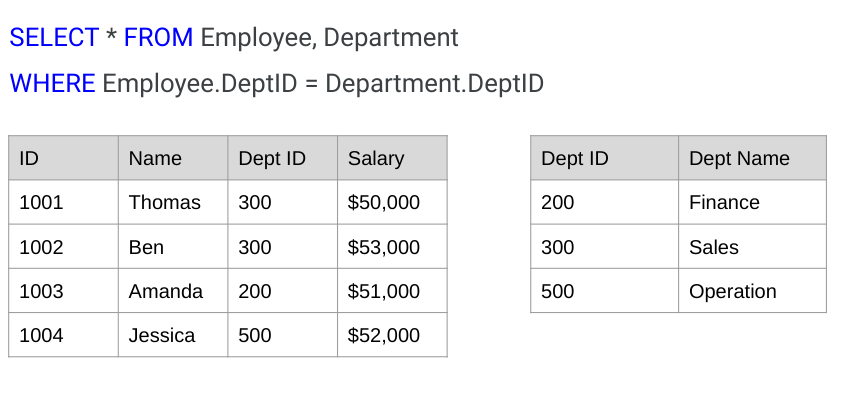 SELECT * FROM Employee, Department
WHERE Employee.DeptID = Department.DeptID
ID Name Dept ID Salary
1001 Thomas 300 $50,000
1002 Ben 300 $53,000
1003 Amanda 200 $51,000
1004 Jessica 500 $52,000
Dept ID Dept Name
200 Finance
300 Sales
500 Operation